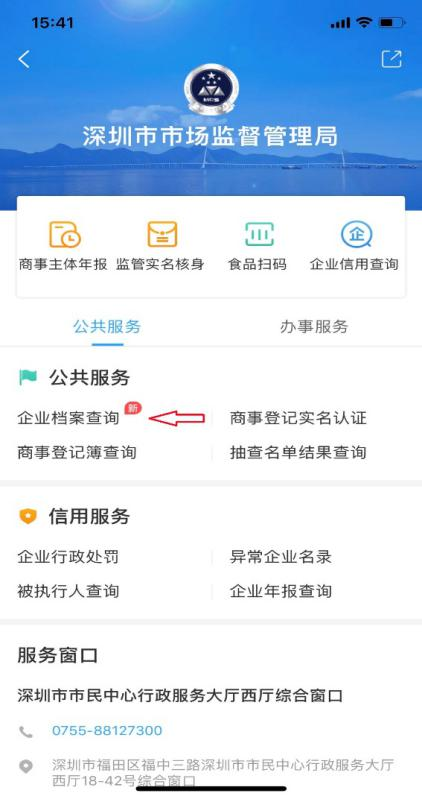 15:41
深圳市市场监督管理局
商事主体年报 监管实名核身 食品扫码 企业信用查询
公共服务 办事服务
公共服务
企业档案查询 新 商事登记实名认证
商事登记簿查询 抽查名单结果查询
信用服务
企业行政处罚 异常企业名录
被执行人查询 企业年报查询
服务窗口
深圳市市民中心行政服务大厅西厅综合窗口
0755-88127300
深圳市福田区福中三路深圳市市民中心行政服务大厅
西厅18-42号综合窗口